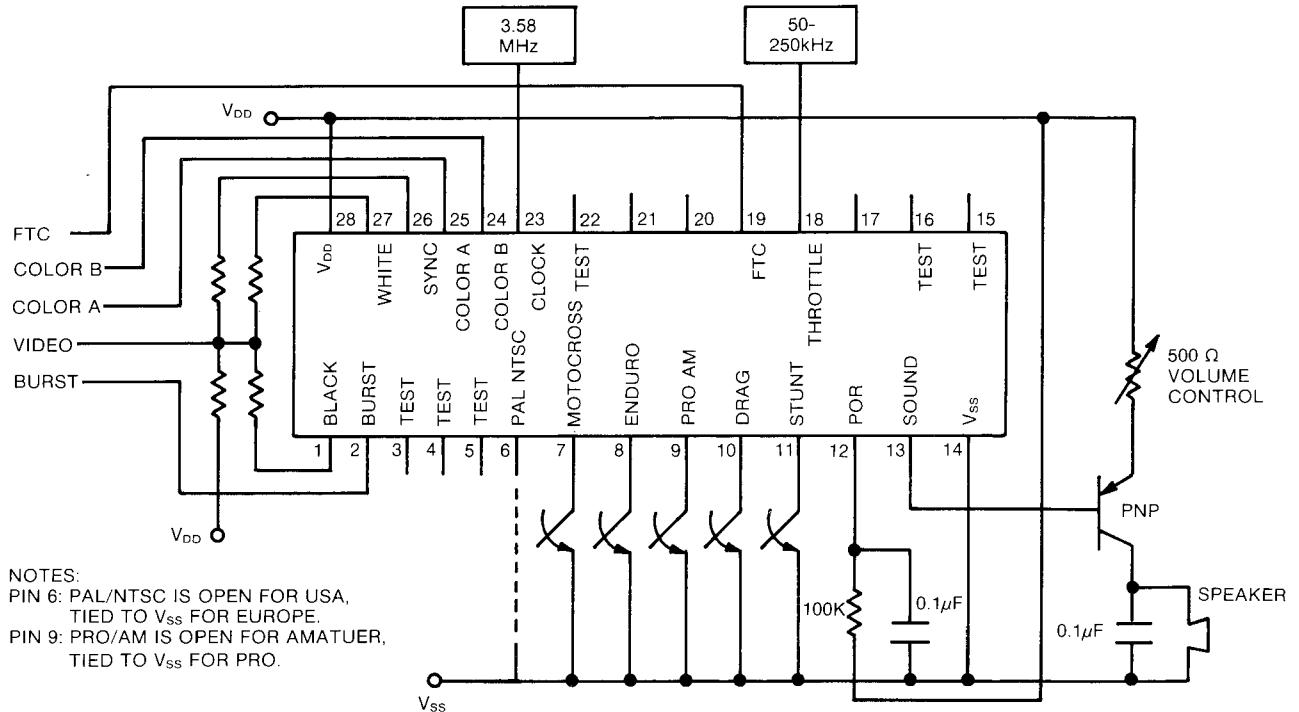 3.58
MHz
50-
250kHz
VDD
FTC
COLOR B
COLOR A
VIDEO
BURST
28
27
26
25
24
23
22
21
20
19
18
17
16
15
VDD
WHITE
SYNC
COLOR A
COLOR B
CLOCK
TEST
FTC
THROTTLE
TEST
TEST
BLACK
BURST
TEST
TEST
TEST
PAL NTSC
MOTOCROSS
ENDURO
PRO AM
DRAG
STUNT
POR
SOUND
VSS
1
2
3
4
5
6
7
8
9
10
11
12
13
14
500 Ω
VOLUME
CONTROL
PNP
VDD
100K
0.1µF
0.1µF
SPEAKER
NOTES:
PIN 6: PAL/NTSC IS OPEN FOR USA,
TIED TO VSS FOR EUROPE.
PIN 9: PRO/AM IS OPEN FOR AMATUER,
TIED TO VSS FOR PRO.
VSS